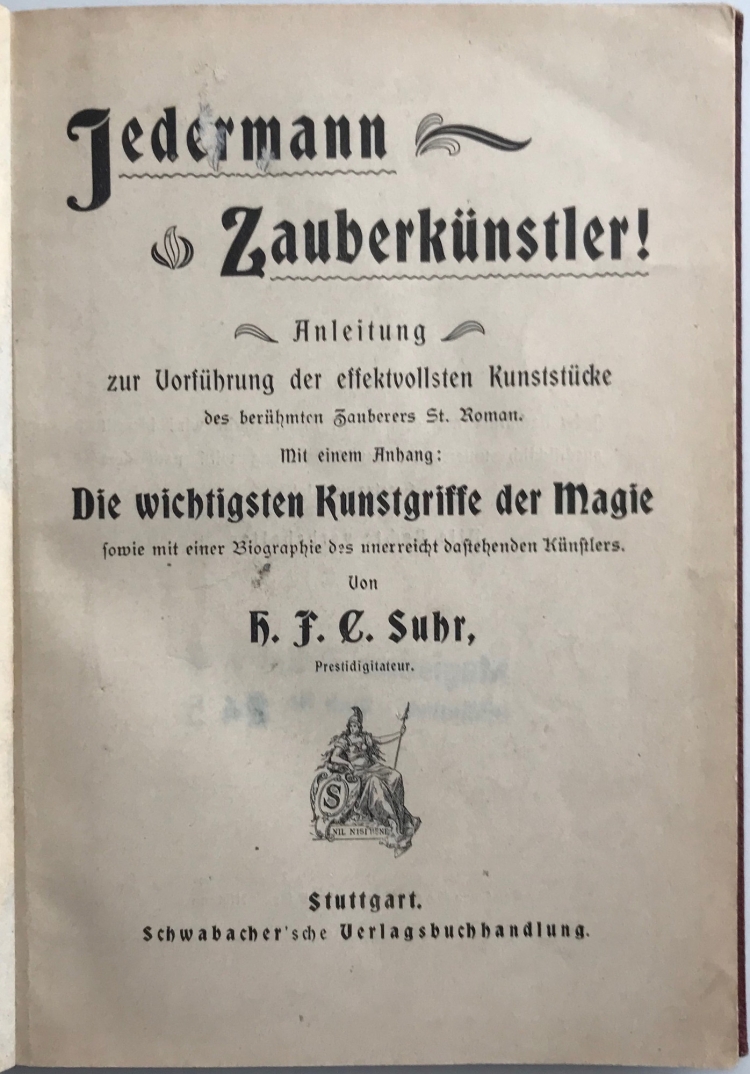 Jedermann
Zauberkünstler!
Anleitung
zur Vorführung der effektvollsten Kunststücke
des berühmten Zauberers St. Roman.
Mit einem Anhang:
Die wichtigsten Kunstgriffe der Magie
sowie mit einer Biographie des unerreicht dastehenden Künstlers.
Von
H. F. C. Suhr,
Prestidigitateur.
S
NIL NISI BENE
Stuttgart.
Schwabacher'sche Verlagsbuchhandlung.